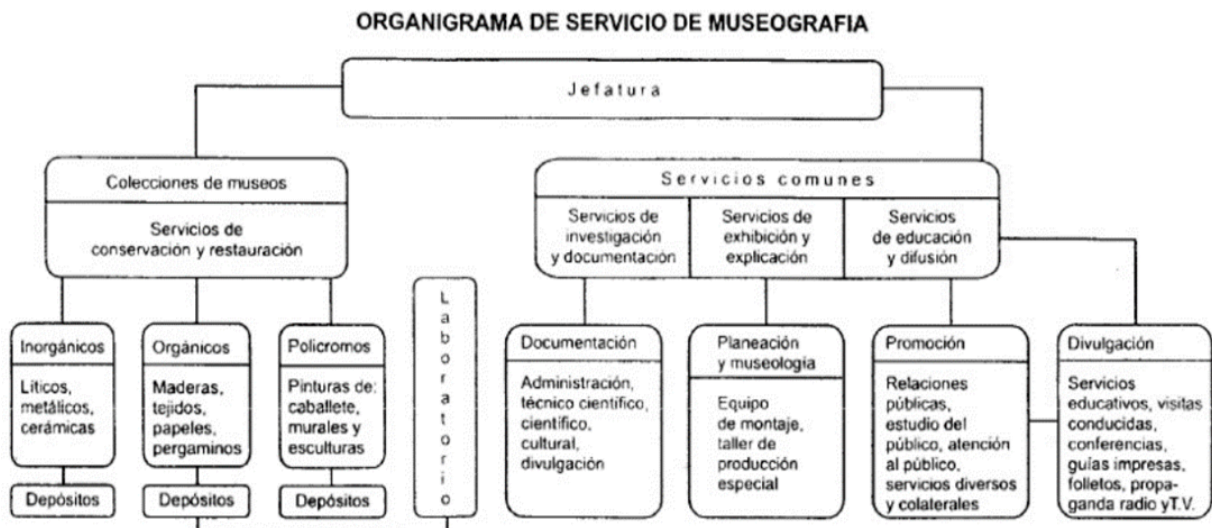 ORGANIGRAMA DE SERVICIO DE MUSEOGRAFIA
Jefatura
Colecciones de museos
Servicios de
conservación y restauración
Servicios comunes
Servicios de
investigación
y documentación
Servicios de
exhibición y
explicación
Servicios
de educación
y difusión
Inorgánicos
Líticos,
metálicos,
cerámicas
Depósitos
Orgánicos
Maderas,
tejidos,
papeles,
pergaminos
Depósitos
Policromos
Pinturas de:
caballete,
murales y
esculturas
Depósitos
Laboratorio
Documentación
Administración,
técnico científico,
científico,
cultural,
divulgación
Planeación
y museología
Equipo
de montaje,
taller de
producción
especial
Promoción
Relaciones
públicas,
estudio del
público, atención
al público,
servicios diversos
y colaterales
Divulgación
Servicios
educativos, visitas
conducidas,
conferencias,
guías impresas,
folletos, propa-
ganda radio yT.V.